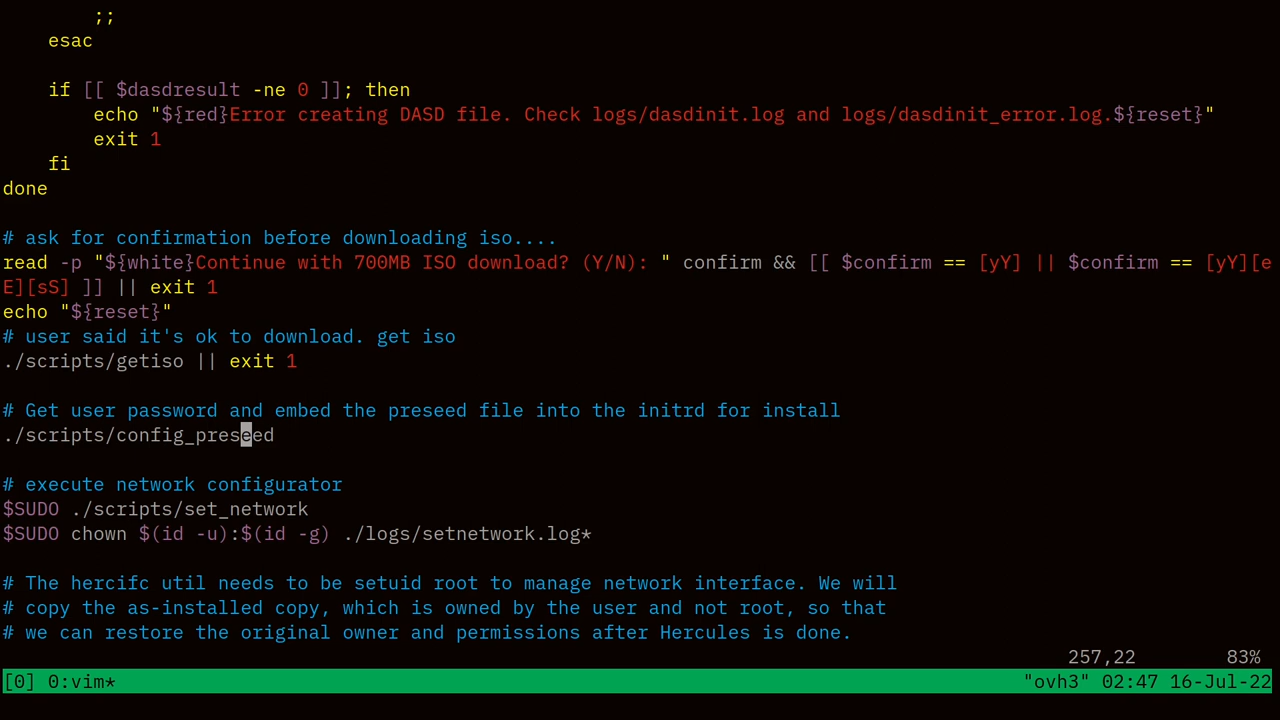 ;;
    esac

    if [[ $dasdresult -ne 0 ]]; then
        echo "${red}Error creating DASD file. Check logs/dasdinit.log and logs/dasdinit_error.log.${reset}"
        exit 1
    fi
done

# ask for confirmation before downloading iso....
read -p "${white}Continue with 700MB ISO download? (Y/N): " confirm && [[ $confirm == [yY] || $confirm == [yY][e
E][sS] ]] || exit 1
echo "${reset}"
# user said it's ok to download. get iso
./scripts/getiso || exit 1

# Get user password and embed the preseed file into the initrd for install
./scripts/config_preseed

# execute network configurator
$SUDO ./scripts/set_network
$SUDO chown $(id -u):$(id -g) ./logs/setnetwork.log*

# The hercifc util needs to be setuid root to manage network interface. We will
# copy the as-installed copy, which is owned by the user and not root, so that
# we can restore the original owner and permissions after Hercules is done.
257,22 83%
[0] 0:vim* "ovh3" 02:47 16-Jul-22